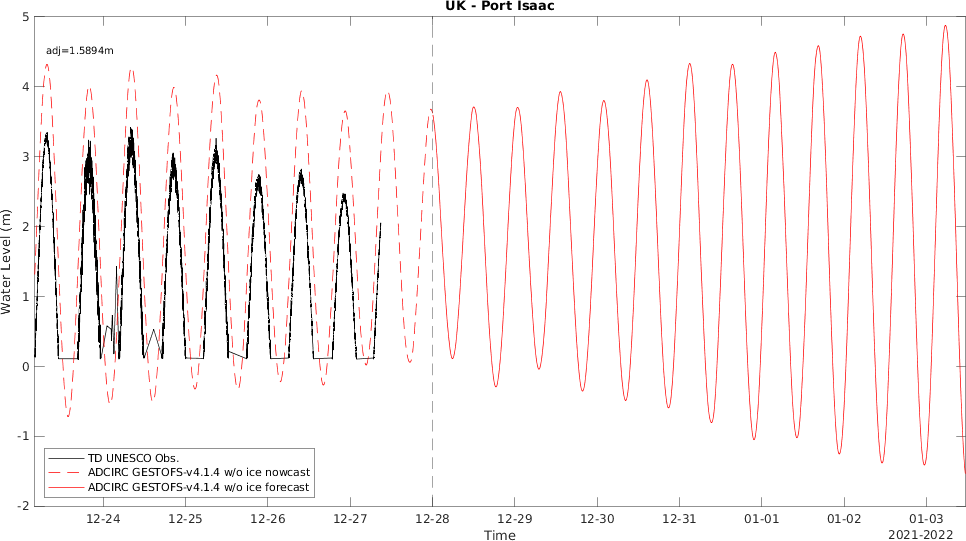 UK - Port Isaac
adj=1.5894m
5
4
3
2
1
0
-1
-2
Water Level (m)
TD UNESCO Obs.
ADCIRC GESTOFS-v4.1.4 w/o ice nowcast
ADCIRC GESTOFS-v4.1.4 w/o ice forecast
12-24 12-25 12-26 12-27 12-28 12-29 12-30 12-31 01-01 01-02 01-03
Time
2021-2022